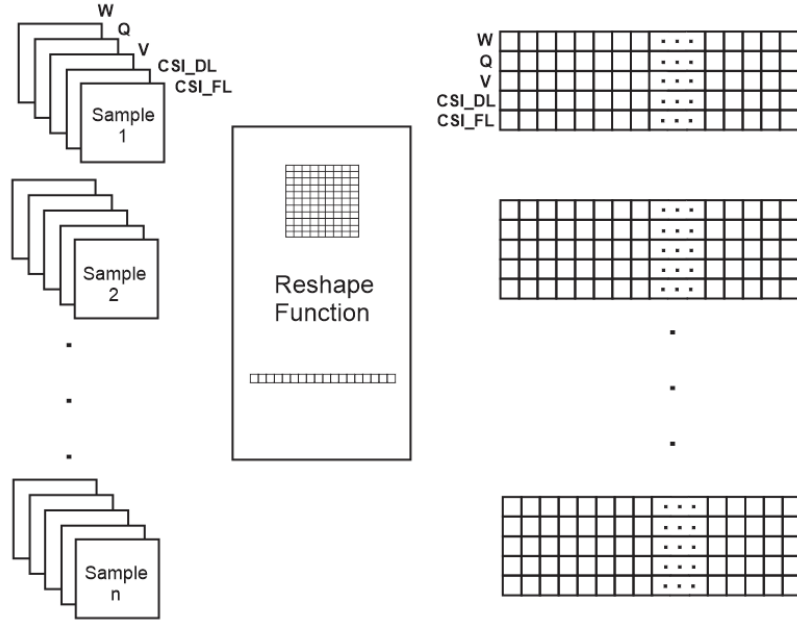 W
Q
V
CSI_DL
CSI_FL
Sample
1
Sample
2
Sample
n
Reshape
Function
W
Q
V
CSI_DL
CSI_FL